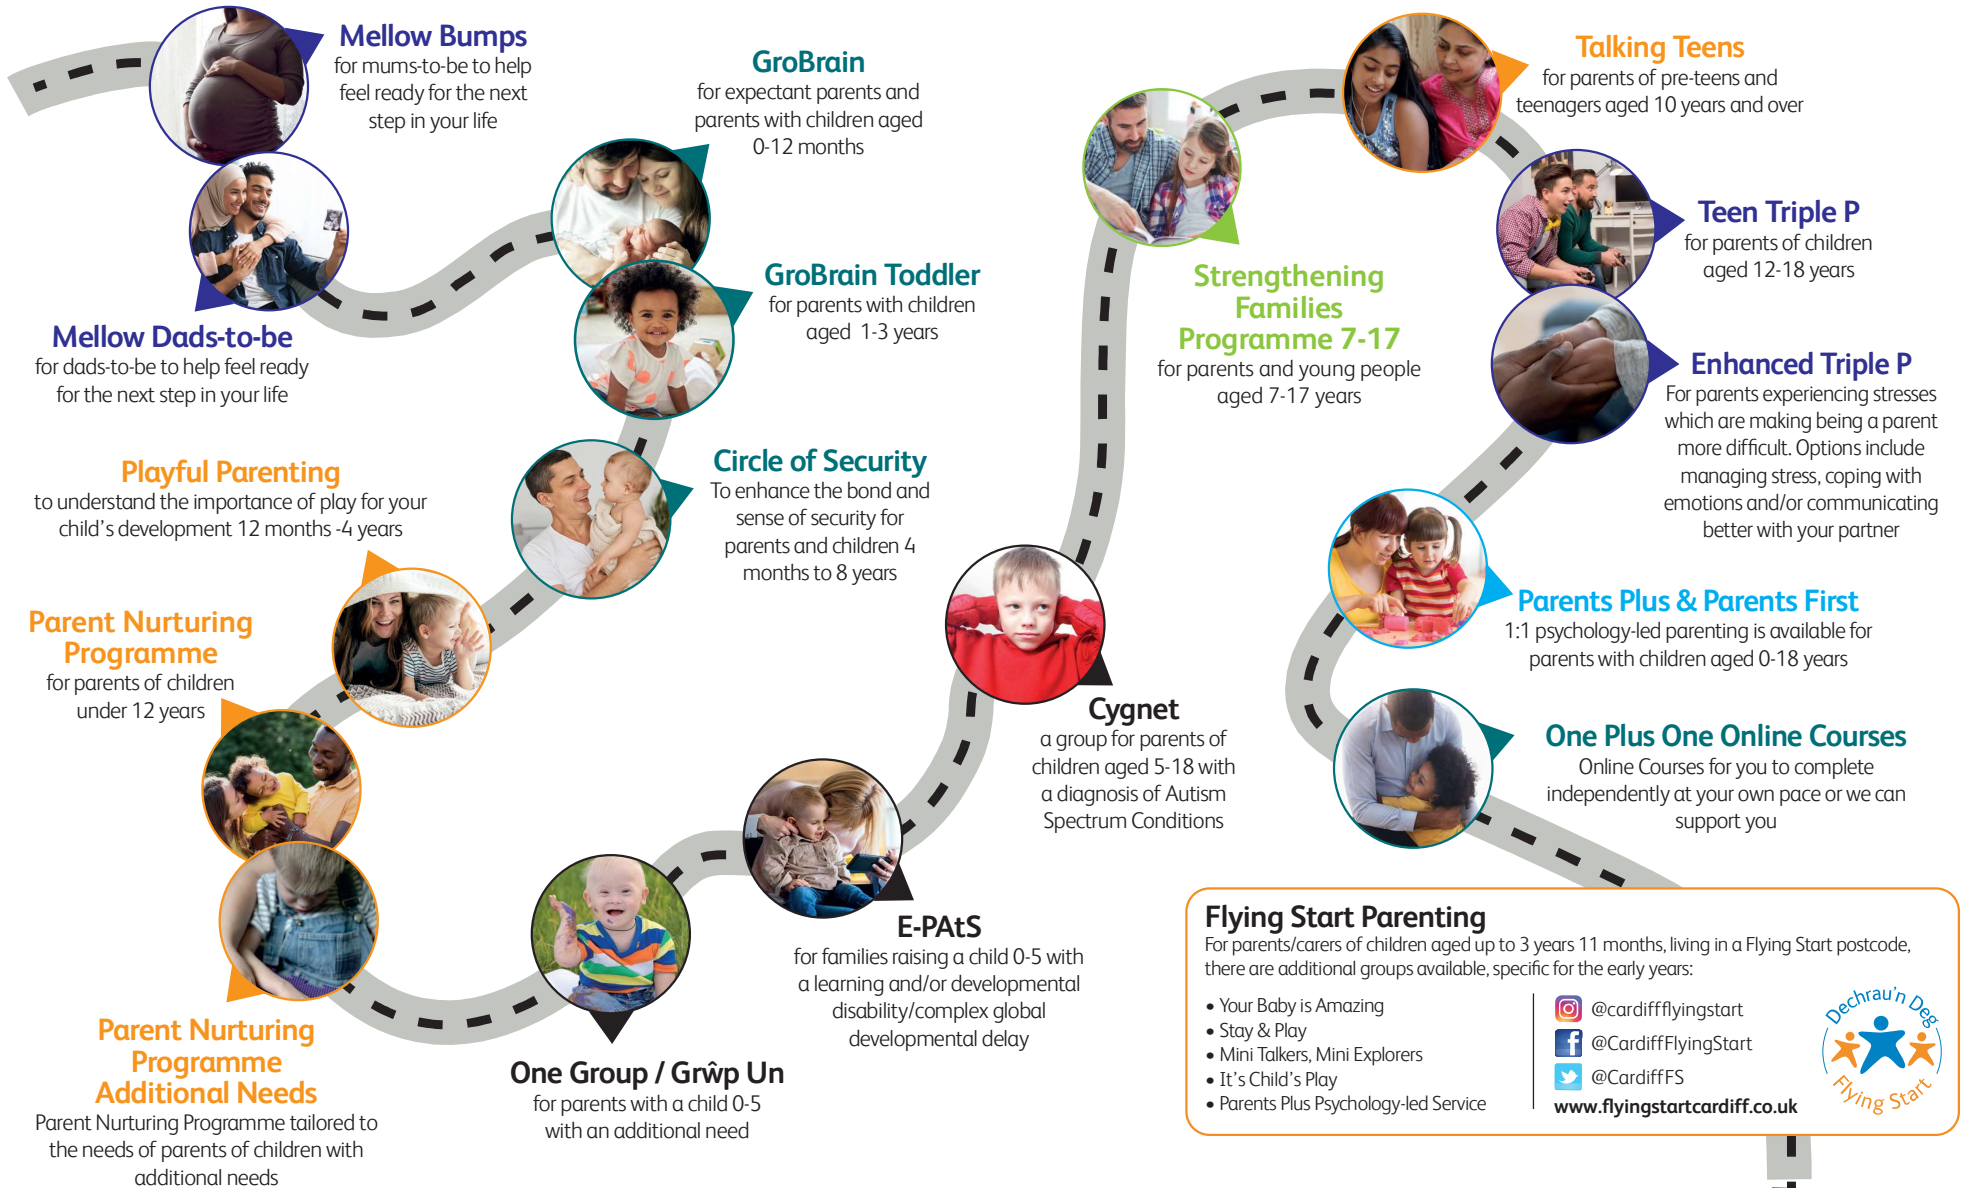 Mellow Bumps
for mums-to-be to help
feel ready for the next
step in your life
Mellow Dads-to-be
for dads-to-be to help feel ready
for the next step in your life
GroBrain
for expectant parents and
parents with children aged
0-12 months
GroBrain Toddler
for parents with children
aged 1-3 years
Circle of Security
To enhance the bond and
sense of security for
parents and children 4
months to 8 years
Playful Parenting
to understand the importance of play for your
child's development 12 months -4 years
Parent Nurturing
Programme
for parents of children
under 12 years
Parent Nurturing
Programme
Additional Needs
Parent Nurturing Programme tailored to
the needs of parents of children with
additional needs
One Group / Grŵp Un
for parents with a child 0-5
with an additional need
E-PAtS
for families raising a child 0-5 with
a learning and/or developmental
disability/complex global
developmental delay
Cygnet
a group for parents of
children aged 5-18 with
a diagnosis of Autism
Spectrum Conditions
Strengthening
Families
Programme 7-17
for parents and young people
aged 7-17 years
Talking Teens
for parents of pre-teens and
teenagers aged 10 years and over
Teen Triple P
for parents of children
aged 12-18 years
Enhanced Triple P
For parents experiencing stresses
which are making being a parent
more difficult. Options include
managing stress, coping with
emotions and/or communicating
better with your partner
Parents Plus & Parents First
1:1 psychology-led parenting is available for
parents with children aged 0-18 years
One Plus One Online Courses
Online Courses for you to complete
independently at your own pace or we can
support you
Flying Start Parenting
For parents/carers of children aged up to 3 years 11 months, living in a Flying Start postcode,
there are additional groups available, specific for the early years:
• Your Baby is Amazing
• Stay & Play
• Mini Talkers, Mini Explorers
• It's Child's Play
• Parents Plus Psychology-led Service
@cardiffflyingstart
@CardiffFlyingStart
@CardiffFS
www.flyingstartcardiff.co.uk
Dechrau'n Deg
Flying Start